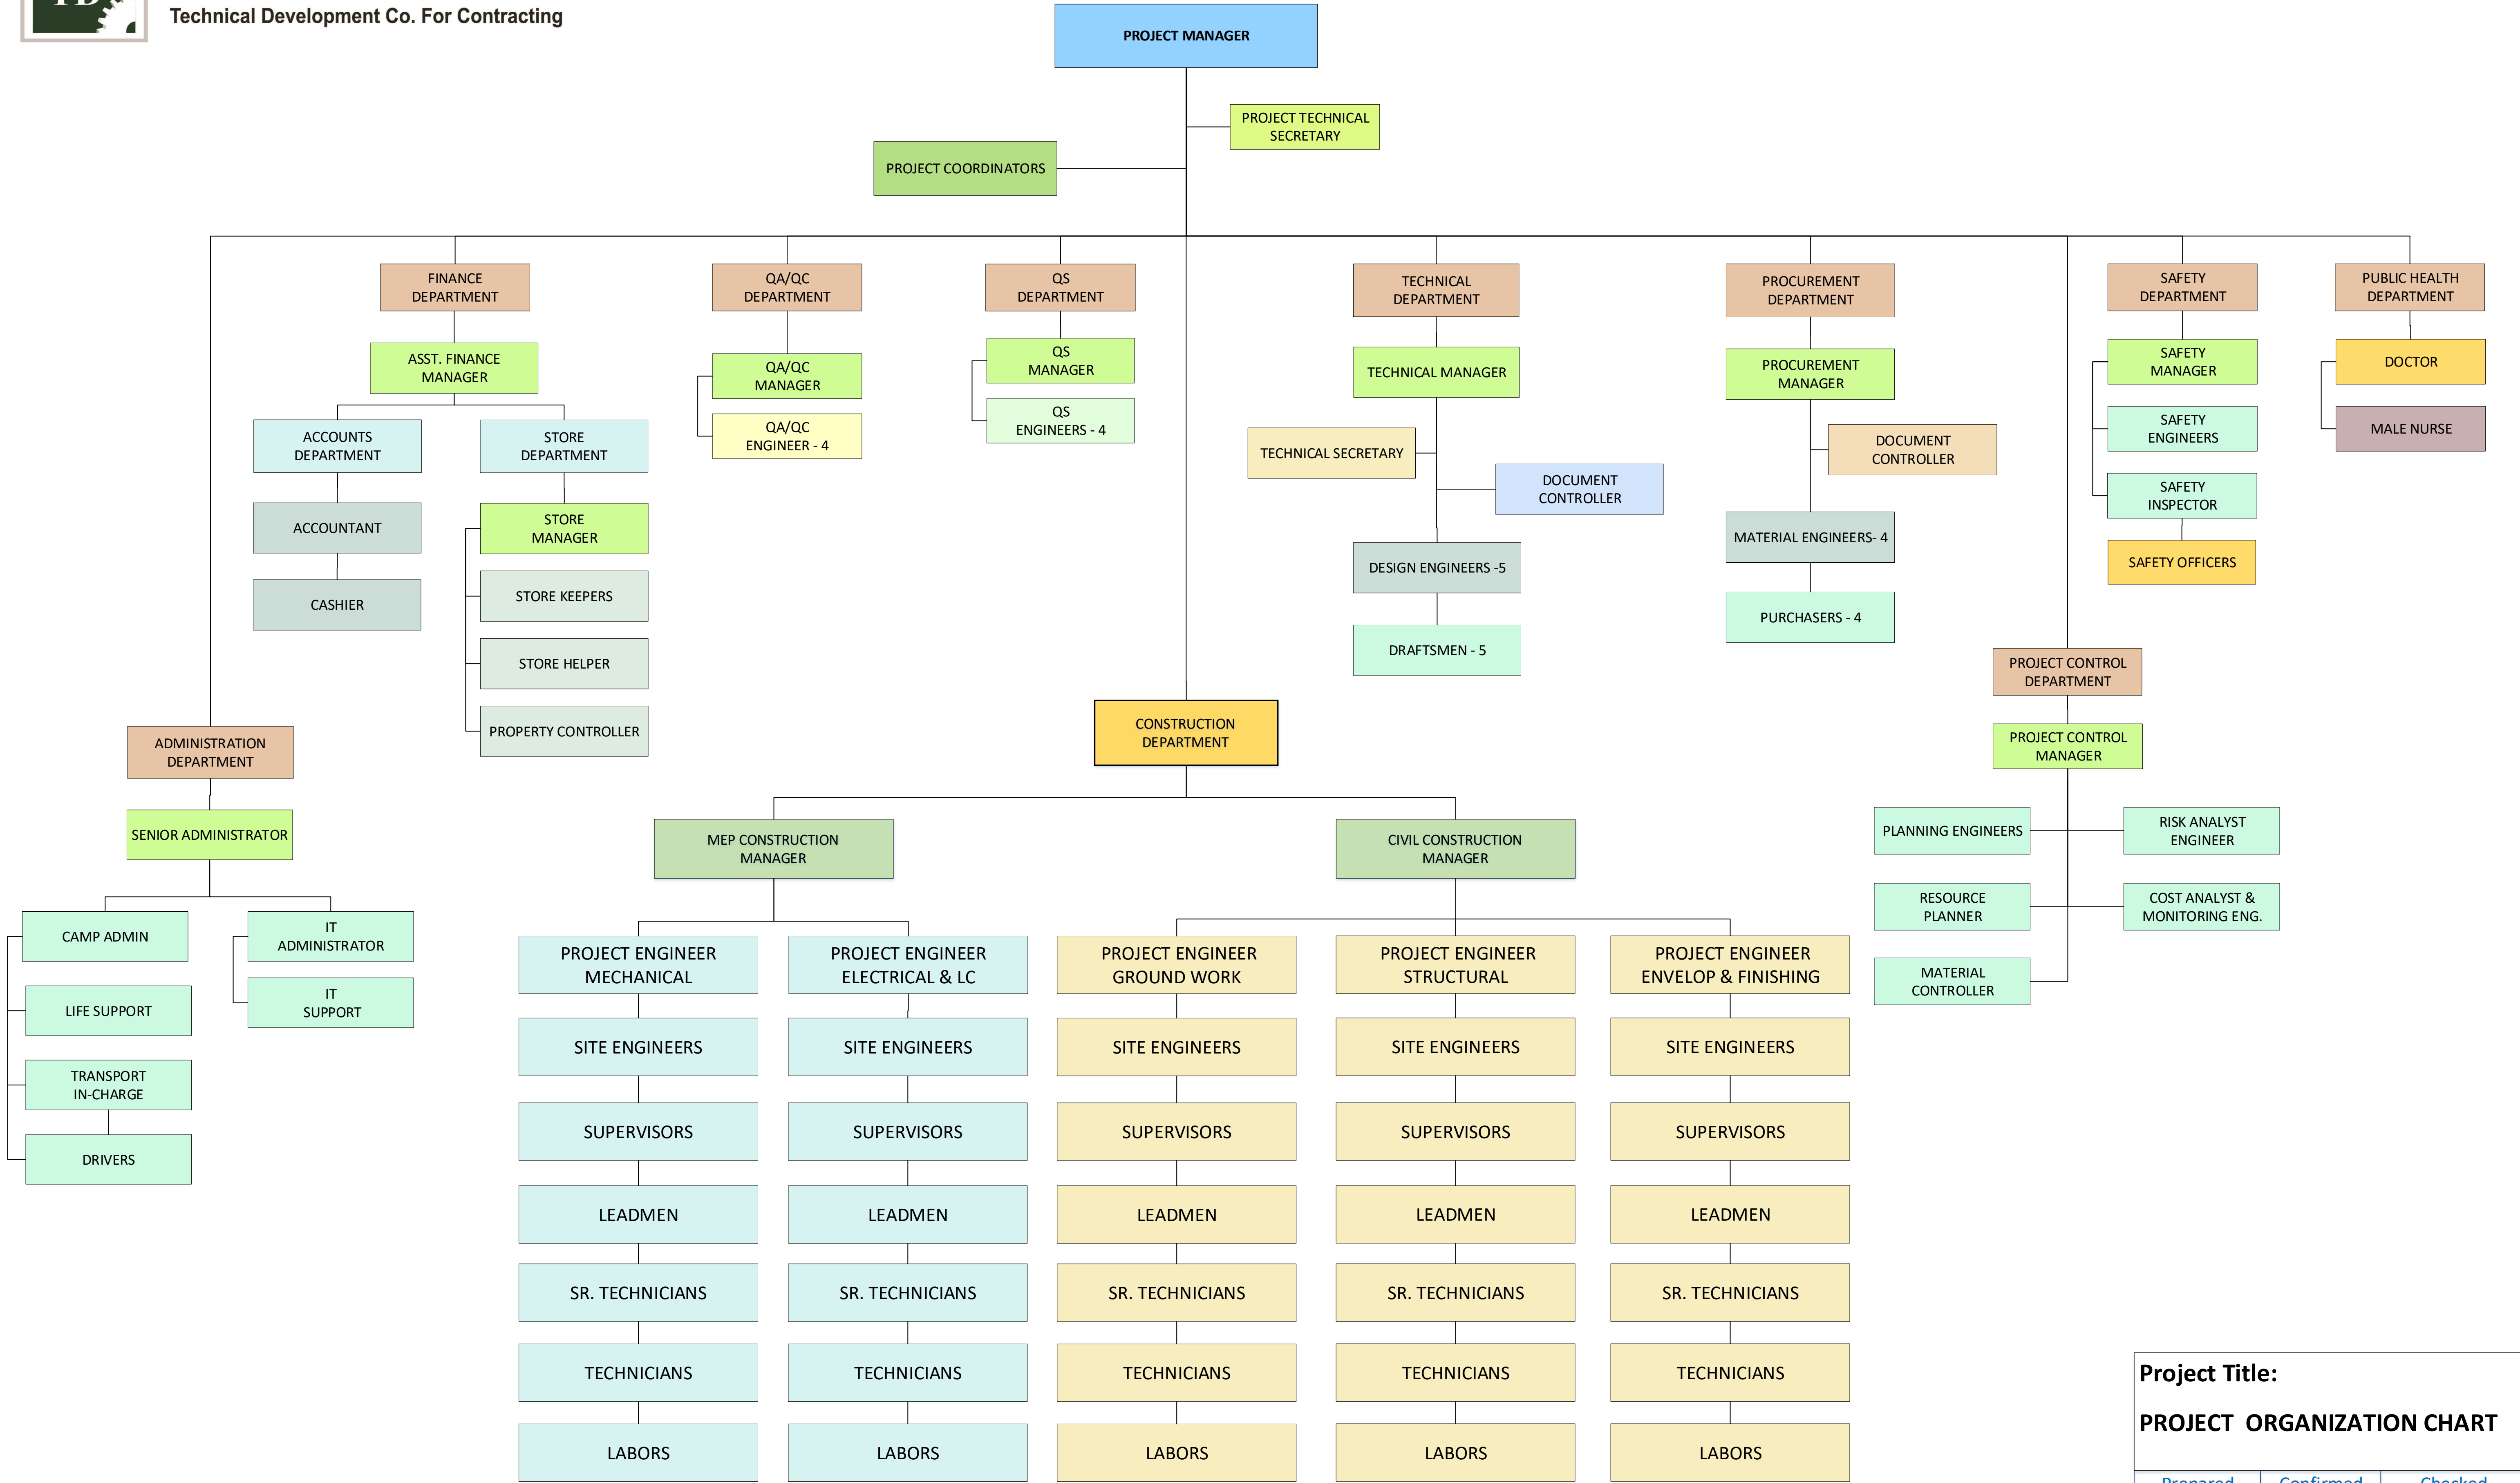 TD
Technical Development Co. For Contracting
PROJECT MANAGER
PROJECT TECHNICAL
SECRETARY
PROJECT COORDINATORS
FINANCE
DEPARTMENT
QA/QC
DEPARTMENT
QS
DEPARTMENT
TECHNICAL
DEPARTMENT
PROCUREMENT
DEPARTMENT
SAFETY
DEPARTMENT
PUBLIC HEALTH
DEPARTMENT
ASST. FINANCE
MANAGER
QA/QC
MANAGER
QS
MANAGER
TECHNICAL MANAGER
PROCUREMENT
MANAGER
SAFETY
MANAGER
DOCTOR
ACCOUNTS
DEPARTMENT
STORE
DEPARTMENT
QA/QC
ENGINEER - 4
QS
ENGINEERS - 4
TECHNICAL SECRETARY
DOCUMENT
CONTROLLER
DOCUMENT
CONTROLLER
SAFETY
ENGINEERS
MALE NURSE
ACCOUNTANT
STORE
MANAGER
DESIGN ENGINEERS -5
MATERIAL ENGINEERS- 4
SAFETY
INSPECTOR
SAFETY OFFICERS
CASHIER
STORE KEEPERS
STORE HELPER
PROPERTY CONTROLLER
DRAFTSMEN - 5
PURCHASERS - 4
PROJECT CONTROL
DEPARTMENT
ADMINISTRATION
DEPARTMENT
CONSTRUCTION
DEPARTMENT
PROJECT CONTROL
MANAGER
SENIOR ADMINISTRATOR
MEP CONSTRUCTION
MANAGER
CIVIL CONSTRUCTION
MANAGER
PLANNING ENGINEERS
RISK ANALYST
ENGINEER
RESOURCE
PLANNER
COST ANALYST &
MONITORING ENG.
MATERIAL
CONTROLLER
CAMP ADMIN
IT
ADMINISTRATOR
LIFE SUPPORT
IT
SUPPORT
TRANSPORT
IN-CHARGE
DRIVERS
PROJECT ENGINEER
MECHANICAL
PROJECT ENGINEER
ELECTRICAL & LC
PROJECT ENGINEER
GROUND WORK
PROJECT ENGINEER
STRUCTURAL
PROJECT ENGINEER
ENVELOP & FINISHING
SITE ENGINEERS
SITE ENGINEERS
SITE ENGINEERS
SITE ENGINEERS
SITE ENGINEERS
SUPERVISORS
SUPERVISORS
SUPERVISORS
SUPERVISORS
SUPERVISORS
LEADMEN
LEADMEN
LEADMEN
LEADMEN
LEADMEN
SR. TECHNICIANS
SR. TECHNICIANS
SR. TECHNICIANS
SR. TECHNICIANS
SR. TECHNICIANS
TECHNICIANS
TECHNICIANS
TECHNICIANS
TECHNICIANS
TECHNICIANS
LABORS
LABORS
LABORS
LABORS
LABORS
Project Title:
PROJECT ORGANIZATION CHART
Prepared
Confirmed
Checked